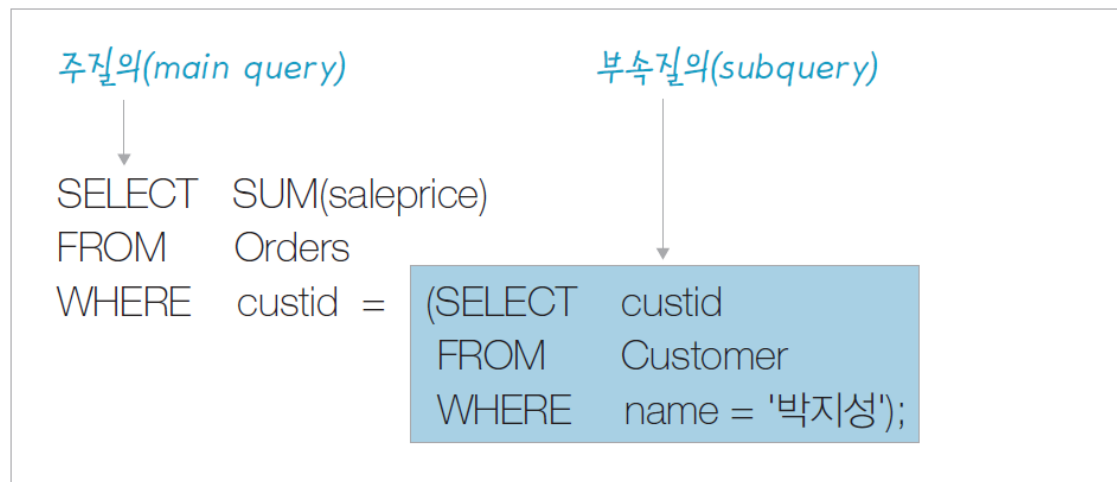 주질의(main query) 부속질의(subquery)
SELECT SUM(saleprice)
FROM Orders
WHERE custid = (SELECT custid
FROM Customer
WHERE name = '박지성');